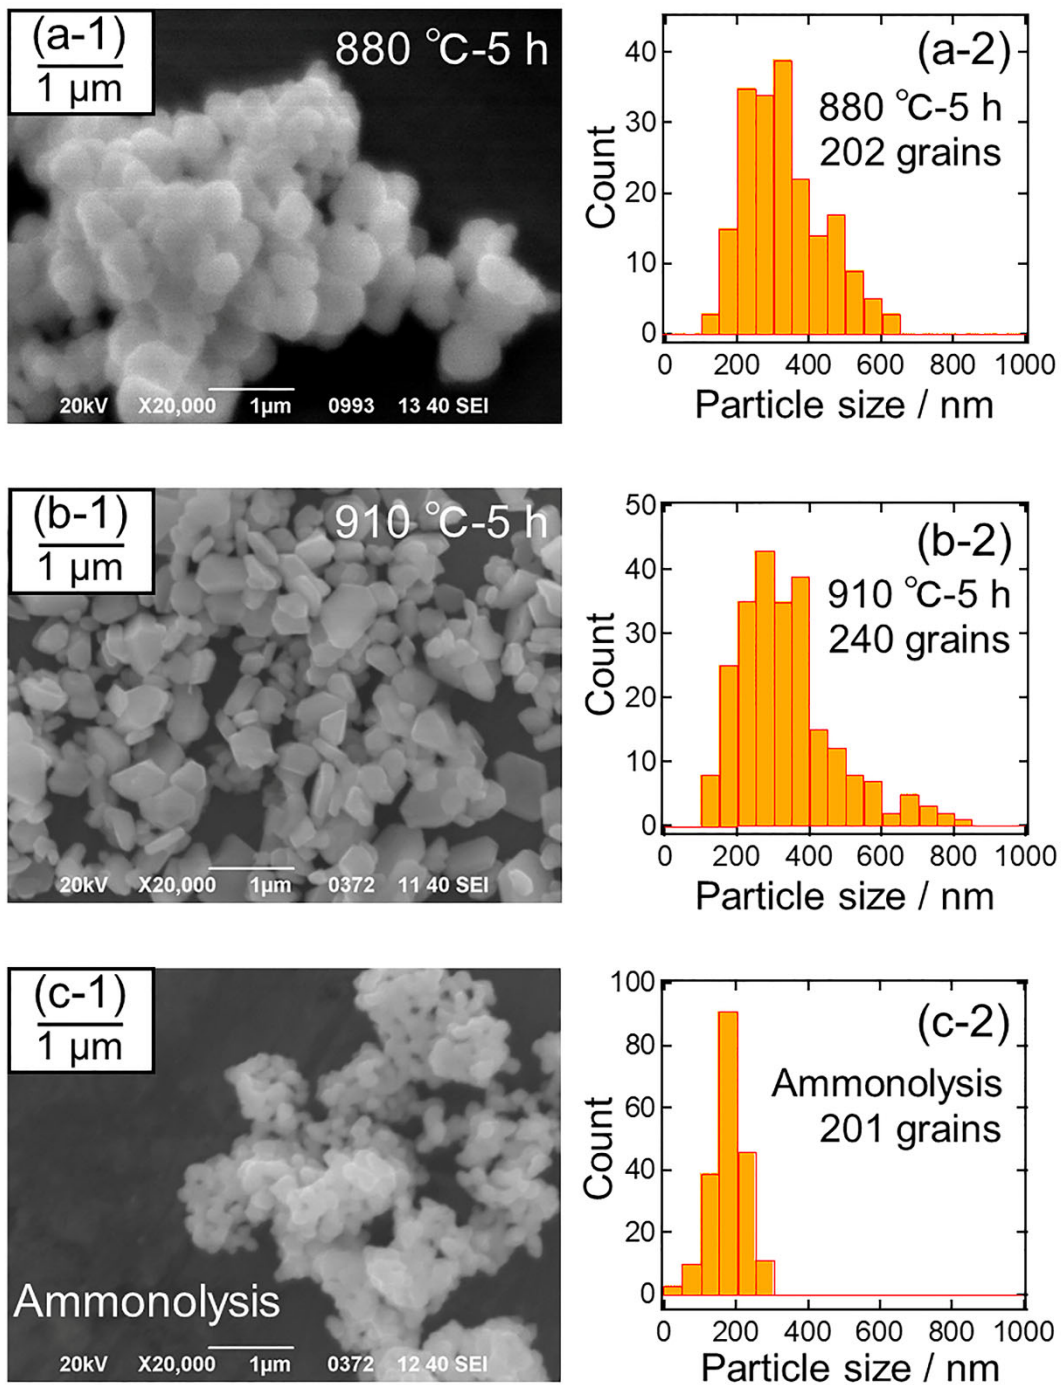 (a-1)
1 µm
880 ℃-5 h
20kV X20,000 1µm 0993 13 40 SEI
(a-2)
880 ℃-5 h
202 grains
Count
40
30
20
10
0
0 200 400 600 800 1000
Particle size / nm
(b-1)
1 µm
910 ℃-5 h
20kV X20,000 1µm 0372 11 40 SEI
(b-2)
910 ℃-5 h
240 grains
Count
50
40
30
20
10
0
0 200 400 600 800 1000
Particle size / nm
(c-1)
1 µm
Ammonolysis
20kV X20,000 1µm 0372 12 40 SEI
(c-2)
Ammonolysis
201 grains
Count
100
80
60
40
20
0
0 200 400 600 800 1000
Particle size / nm